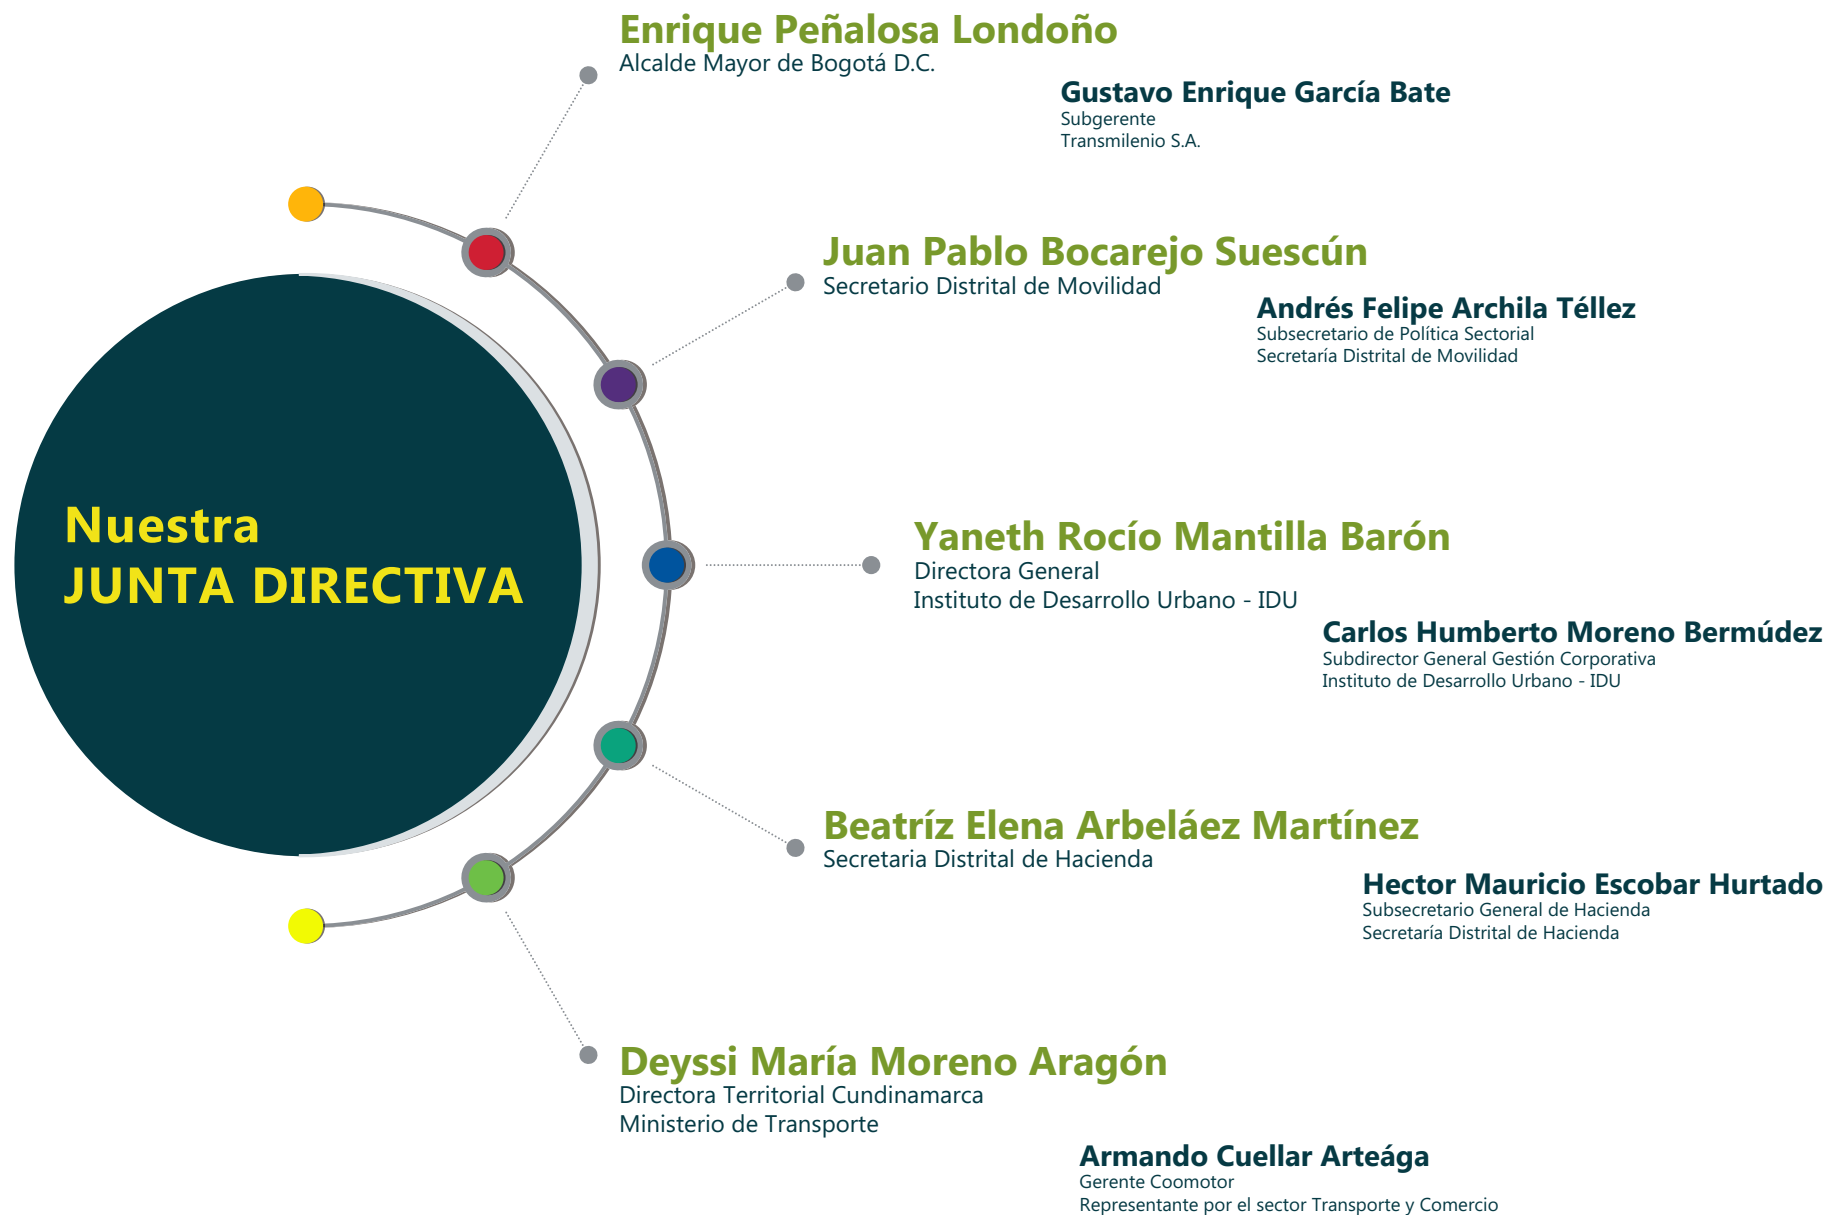 Enrique Peñalosa Londoño
Alcalde Mayor de Bogotá D.C.
Gustavo Enrique García Bate
Subgerente
Transmilenio S.A.
Juan Pablo Bocarejo Suescún
Secretario Distrital de Movilidad
Andrés Felipe Archila Téllez
Subsecretario de Política Sectorial
Secretaría Distrital de Movilidad
Nuestra
JUNTA DIRECTIVA
Yaneth Rocío Mantilla Barón
Directora General
Instituto de Desarrollo Urbano - IDU
Carlos Humberto Moreno Bermúdez
Subdirector General Gestión Corporativa
Instituto de Desarrollo Urbano - IDU
Beatríz Elena Arbeláez Martínez
Secretaria Distrital de Hacienda
Hector Mauricio Escobar Hurtado
Subsecretario General de Hacienda
Secretaría Distrital de Hacienda
Deyssi María Moreno Aragón
Directora Territorial Cundinamarca
Ministerio de Transporte
Armando Cuellar Arteága
Gerente Coomotor
Representante por el sector Transporte y Comercio